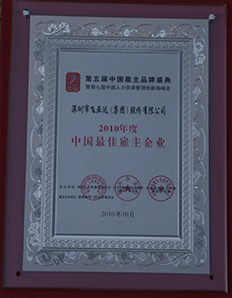 第五届中国雇主品牌盛典
暨第七届中国人力资源管理创新高峰会
深圳市飞亚达(集团)股份有限公司
2010年度
中国最佳雇主企业
2010年10月